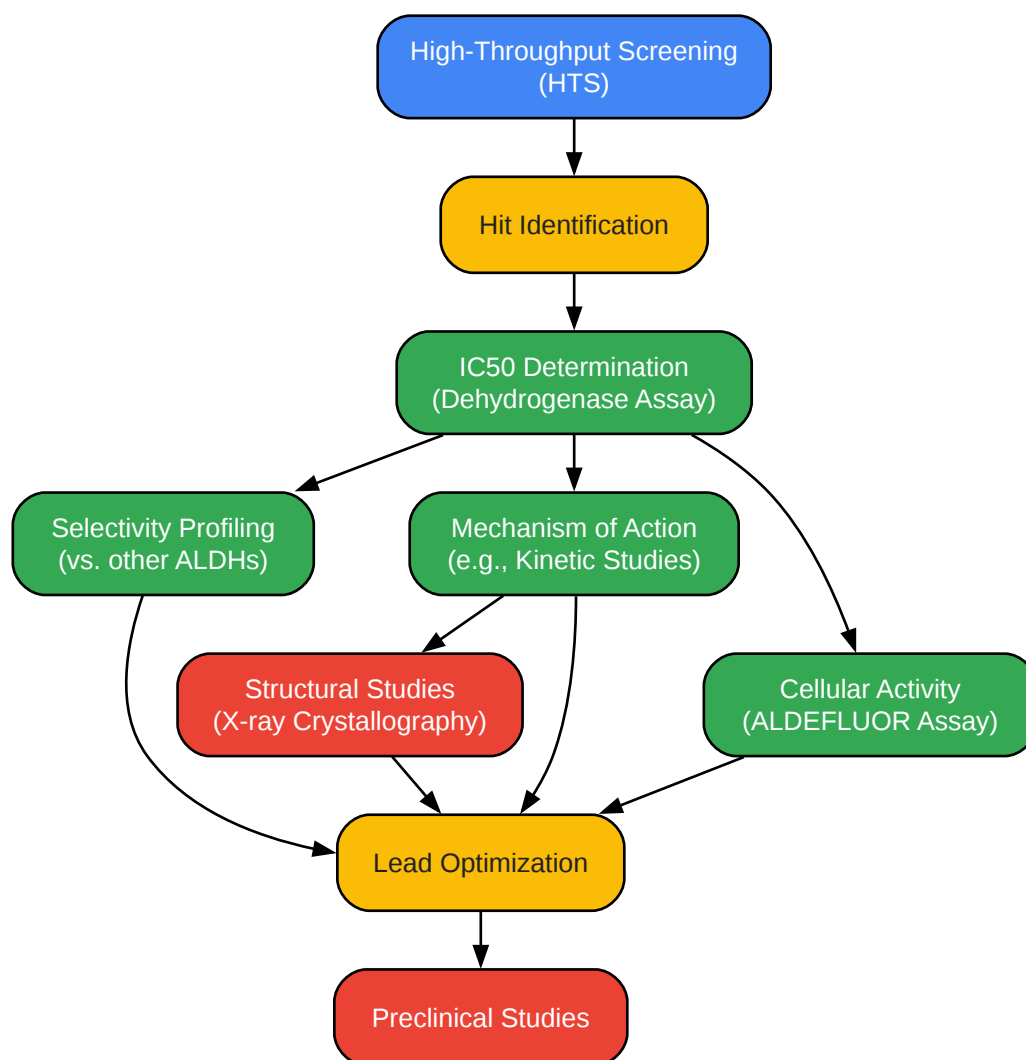 High-Throughput Screening
(HTS)
Hit Identification
IC50 Determination
(Dehydrogenase Assay)
Selectivity Profiling
(vs. other ALDHs)
Mechanism of Action
(e.g., Kinetic Studies)
Structural Studies
(X-ray Crystallography)
Cellular Activity
(ALDEFLUOR Assay)
Lead Optimization
Preclinical Studies